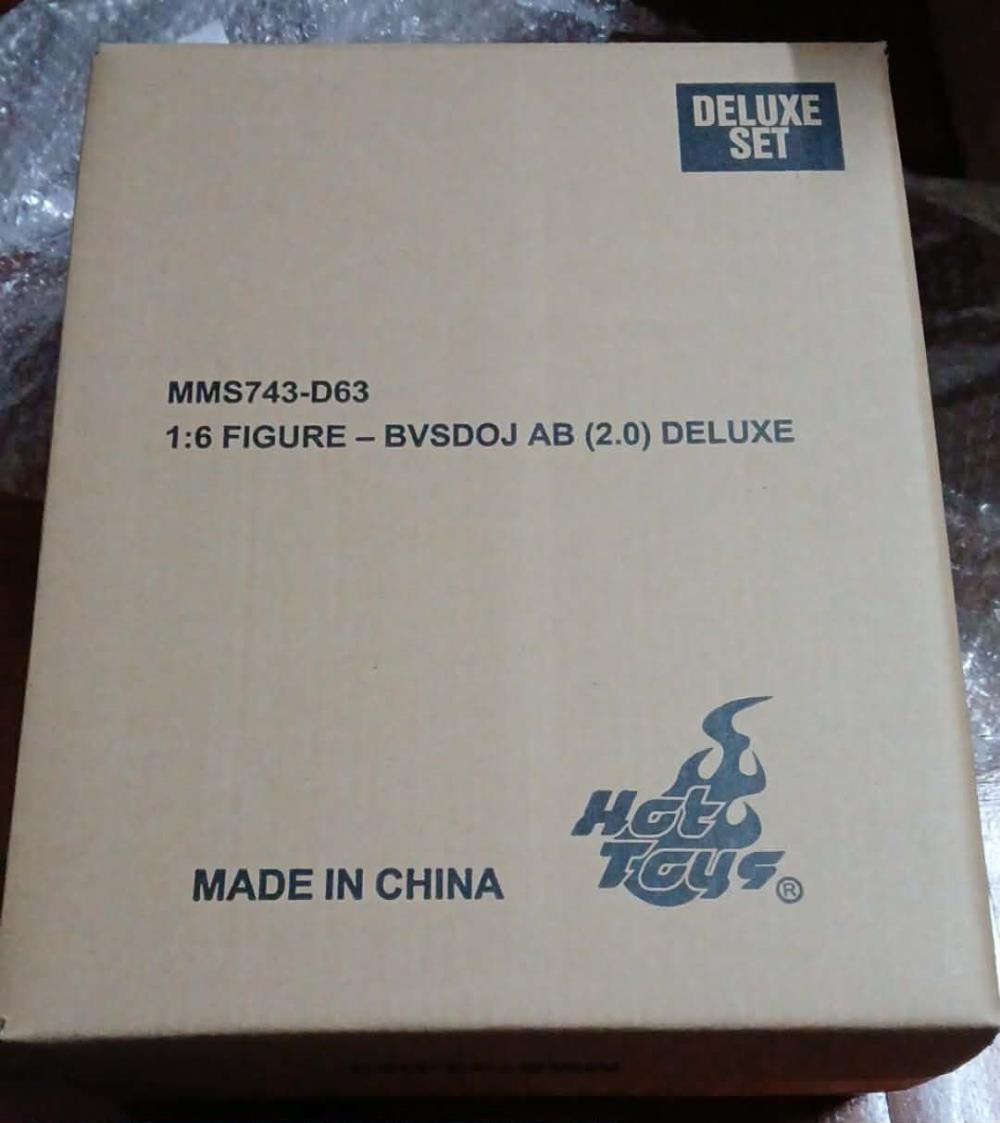 DELUXE
SET
MMS743-D63
1:6 FIGURE – BVSDOJ AB (2.0) DELUXE
Hot
Toys®
MADE IN CHINA